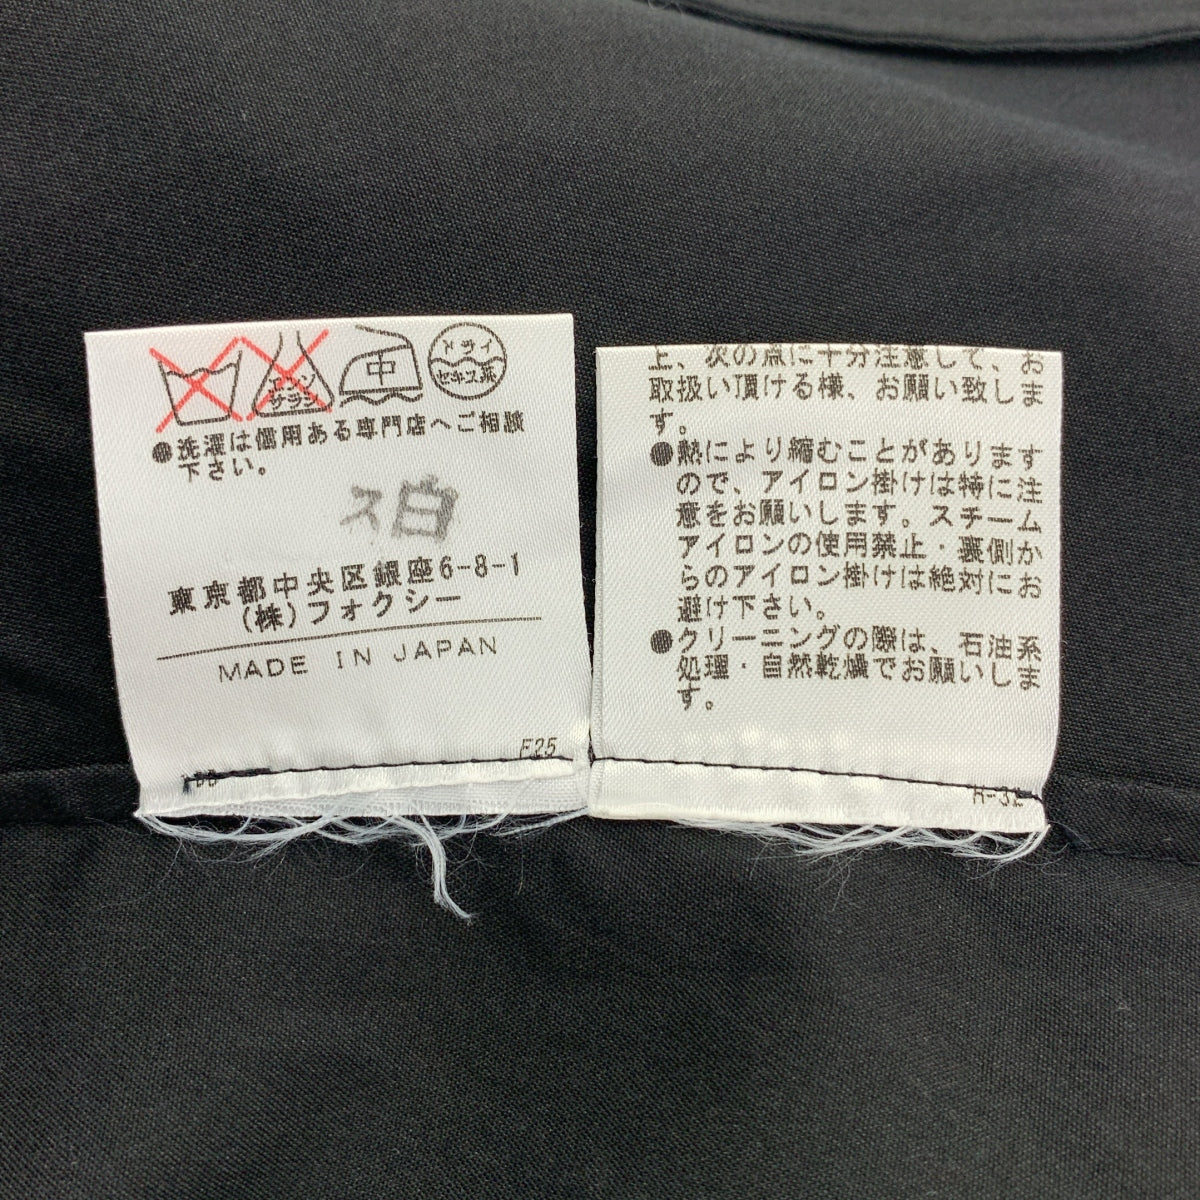 エンソ
サラシ
中
ドライ
セキユ系
●洗濯は信用ある専門店へご相談
下さい。
ス白
東京都中央区銀座6-8-1
(株)フォクシー
MADE IN JAPAN
F25
上、次の点に十分注意して、お
取扱い頂ける様、お願い致しま
す。
●熱により縮むことがあります
ので、アイロン掛けは特に注
意をお願いします。スチーム
アイロンの使用禁止・裏側か
らのアイロン掛けは絶対にお
避け下さい。
●クリーニングの際は、石油系
処理・自然乾燥でお願いしま
す。